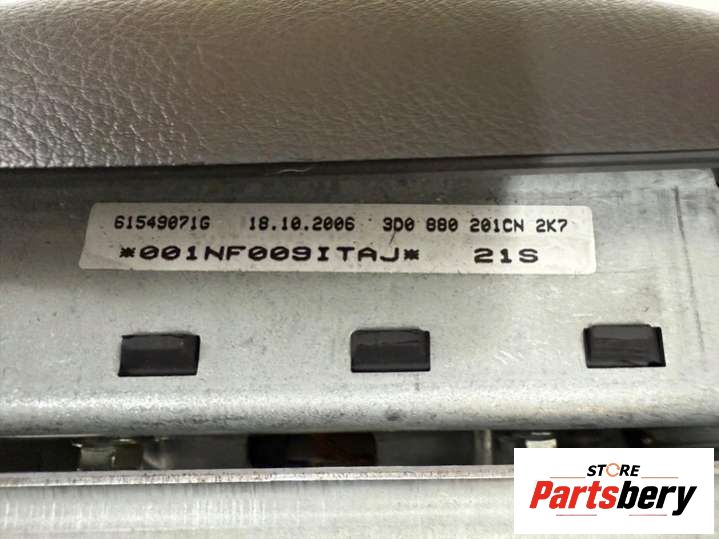 61549071G 18.10.2006 3D0 880 201CN 2K7
*001NF009ITAJ* 21S
STORE
Partsbery